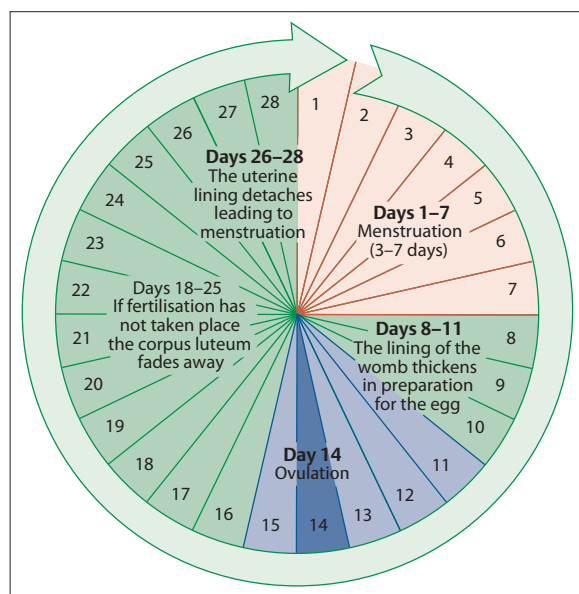 1
2
3
4
5
6
7
8
9
10
11
12
13
14
15
16
17
18
19
20
21
22
23
24
25
26
27
28
Days 1–7
Menstruation
(3–7 days)
Days 8–11
The lining of the
womb thickens
in preparation
for the egg
Day 14
Ovulation
Days 18–25
If fertilisation has
not taken place
the corpus luteum
fades away
Days 26–28
The uterine
lining detaches
leading to
menstruation